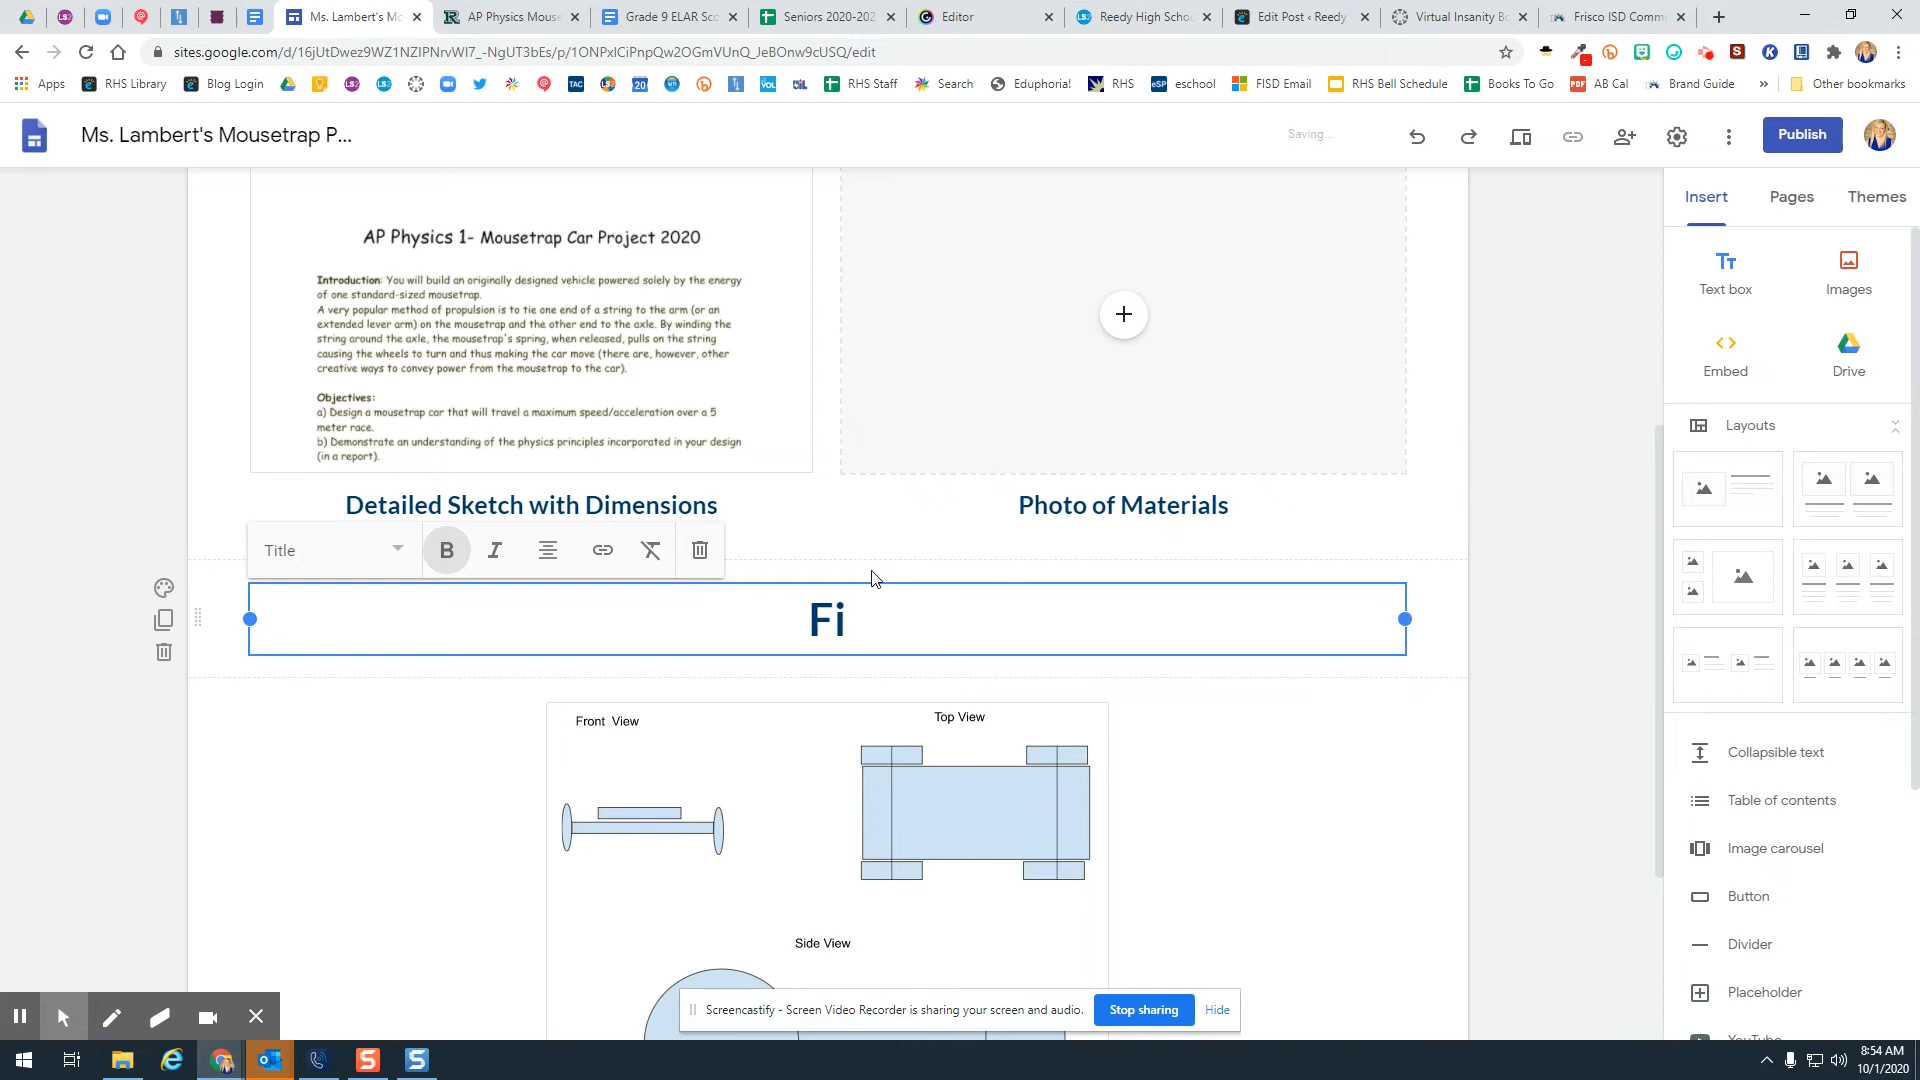 Ms. Lambert's Mo
AP Physics Mouse
Grade 9 ELAR Sco
Seniors 2020-202
Editor
Reedy High Schoo
Edit Post ‹ Reedy
Virtual Insanity Bo
Frisco ISD Comm
sites.google.com/d/16jUtDwez9WZ1NZIPNrvWI7_-NgUT3bEs/p/1ONPxICiPnpQw2OGmVUnQ_JeBOnw9cUSQ/edit
Apps
RHS Library
Blog Login
RHS Staff
Search
Eduphoria!
RHS
eschool
FISD Email
RHS Bell Schedule
Books To Go
AB Cal
Brand Guide
»
Other bookmarks
Ms. Lambert's Mousetrap P...
Saving...
Publish
Insert
Pages
Themes
AP Physics 1- Mousetrap Car Project 2020
Introduction: You will build an originally designed vehicle powered solely by the energy
of one standard-sized mousetrap.
A very popular method of propulsion is to tie one end of a string to the arm (or an
extended lever arm) on the mousetrap and the other end to the axle. By winding the
string around the axle, the mousetrap's spring, when released, pulls on the string
causing the wheels to turn and thus making the car move (there are, however, other
creative ways to convey power from the mousetrap to the car).
Objectives:
a) Design a mousetrap car that will travel a maximum speed/acceleration over a 5
meter race.
b) Demonstrate an understanding of the physics principles incorporated in your design
(in a report).
Detailed Sketch with Dimensions
Photo of Materials
Title
B
I
Fi
Front View
Top View
Side View
Text box
Images
Embed
Drive
Layouts
Collapsible text
Table of contents
Image carousel
Button
Divider
Placeholder
YouTube
Screencastify - Screen Video Recorder is sharing your screen and audio.
Stop sharing
Hide
8:54 AM
10/1/2020